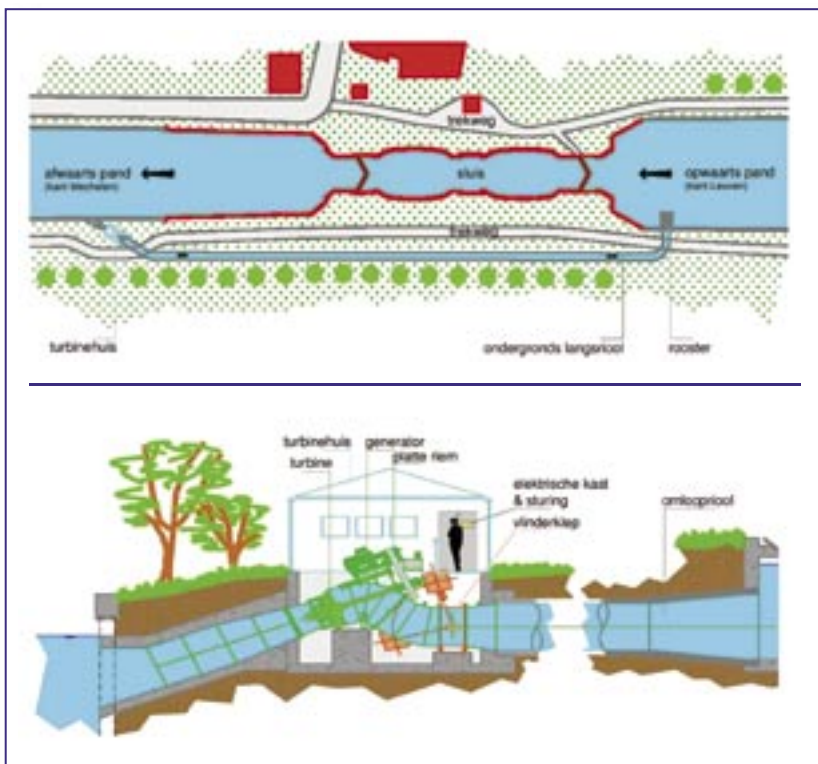 trekweg
afwaarts pand
(kant Mechelen)
sluis
opwaarts pand
(kant Leuven)
trekweg
turbinehuis
ondergronds langsriool
rooster
turbinehuis
generator
turbine
platte riem
elektrische kast
& sturing
vlinderklep
omloopriool